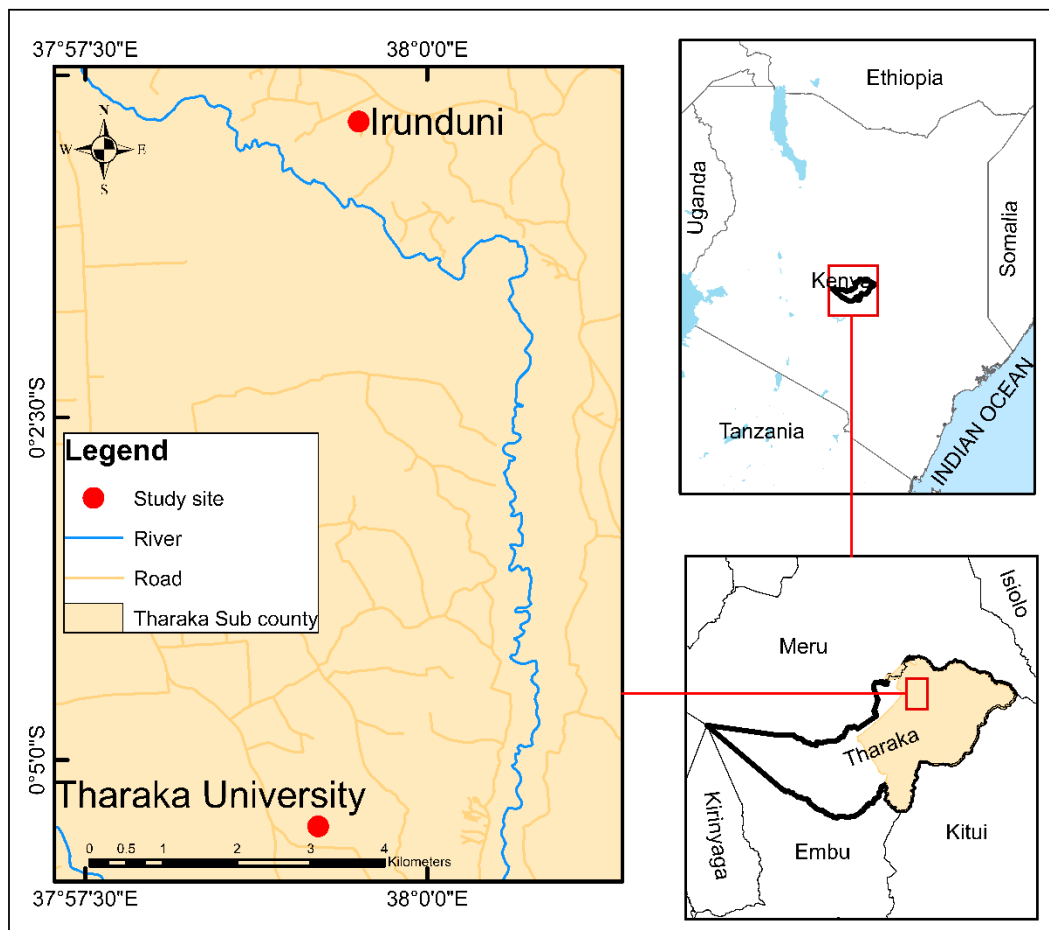 37°57'30"E
38°0'0"E
N
W
E
S
Irunduni
0°2'30"S
Legend
Study site
River
Road
Tharaka Sub county
0°5'0"S
Tharaka University
0 0.5 1 2 3 4
Kilometers
37°57'30"E
38°0'0"E
Ethiopia
Uganda
Somalia
Kenya
Tanzania
INDIAN OCEAN
Isiolo
Meru
Tharaka
Kirinyaga
Embu
Kitui